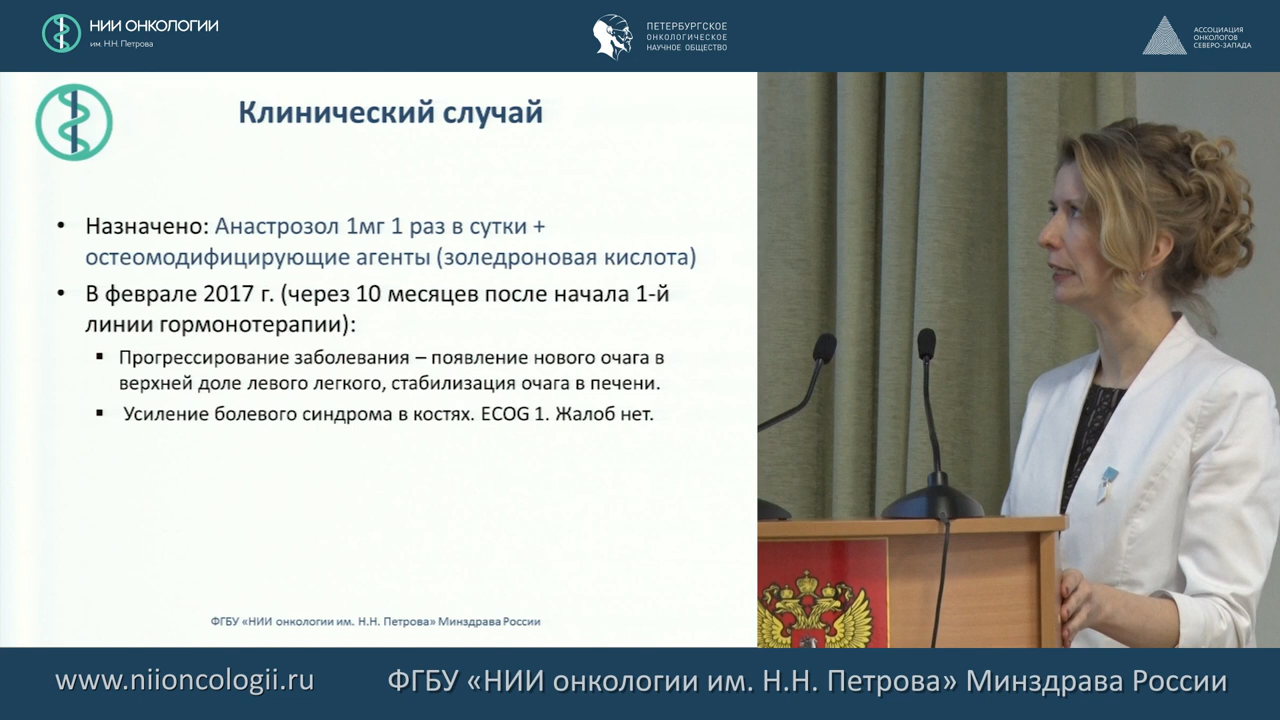 НИИ ОНКОЛОГИИ
им. Н.Н. Петрова
ПЕТЕРБУРГСКОЕ
ОНКОЛОГИЧЕСКОЕ
НАУЧНОЕ ОБЩЕСТВО
АССОЦИАЦИЯ
ОНКОЛОГОВ
СЕВЕРО-ЗАПАДА
Клинический случай
• Назначено: Анастрозол 1мг 1 раз в сутки +
остеомодифицирующие агенты (золедроновая кислота)
• В феврале 2017 г. (через 10 месяцев после начала 1-й
линии гормонотерапии):
▪ Прогрессирование заболевания – появление нового очага в
верхней доле левого легкого, стабилизация очага в печени.
▪ Усиление болевого синдрома в костях. ECOG 1. Жалоб нет.
ФГБУ «НИИ онкологии им. Н.Н. Петрова» Минздрава России
www.niioncologii.ru
ФГБУ «НИИ онкологии им. Н.Н. Петрова» Минздрава России